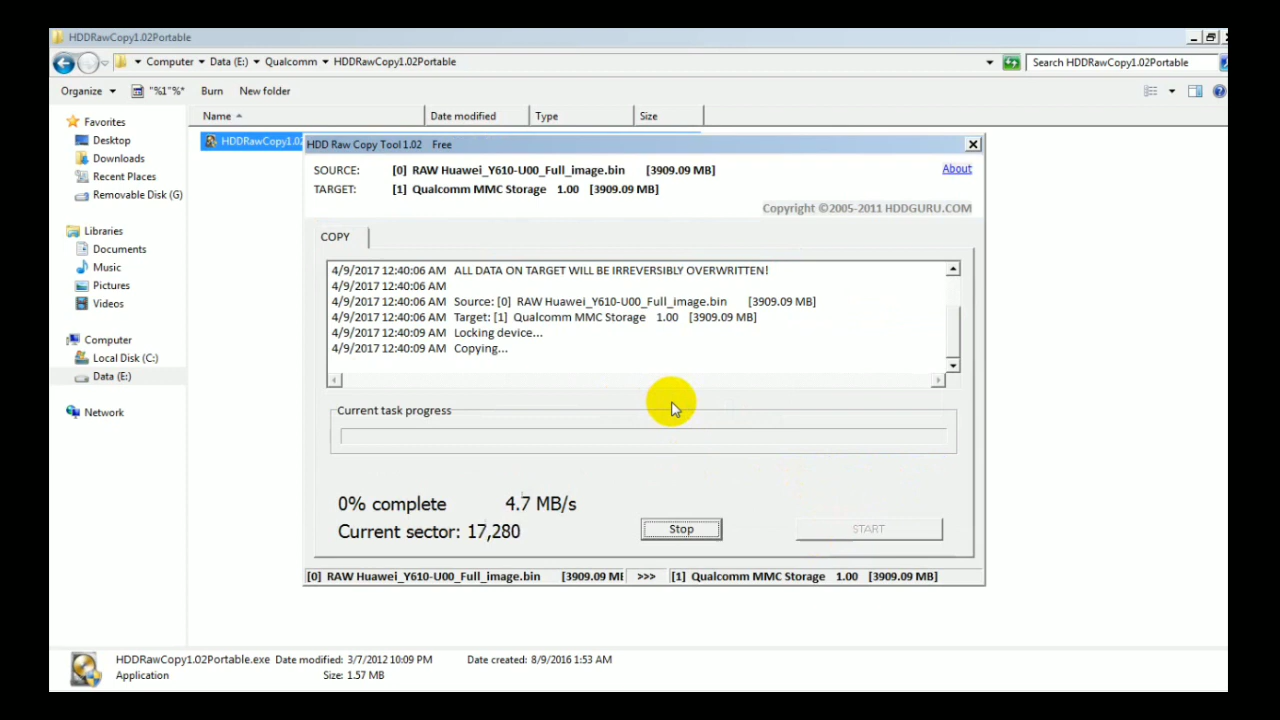 HDDRawCopy1.02Portable
Computer Data (E:) Qualcomm HDDRawCopy1.02Portable
Search HDDRawCopy1.02Portable
Organize "%1"%* Burn New folder
Name Date modified Type Size
Favorites
Desktop
Downloads
Recent Places
Removable Disk (G)
Libraries
Documents
Music
Pictures
Videos
Computer
Local Disk (C:)
Data (E:)
Network
HDDRawCopy1.02
HDD Raw Copy Tool 1.02 Free
SOURCE: [0] RAW Huawei_Y610-U00_Full_image.bin [3909.09 MB]
About
TARGET: [1] Qualcomm MMC Storage 1.00 [3909.09 MB]
Copyright ©2005-2011 HDDGURU.COM
COPY
4/9/2017 12:40:06 AM ALL DATA ON TARGET WILL BE IRREVERSIBLY OVERWRITTEN!
4/9/2017 12:40:06 AM
4/9/2017 12:40:06 AM Source: [0] RAW Huawei_Y610-U00_Full_image.bin [3909.09 MB]
4/9/2017 12:40:06 AM Target: [1] Qualcomm MMC Storage 1.00 [3909.09 MB]
4/9/2017 12:40:09 AM Locking device...
4/9/2017 12:40:09 AM Copying...
Current task progress
0% complete 4.7 MB/s
Current sector: 17,280
Stop
START
[0] RAW Huawei_Y610-U00_Full_image.bin [3909.09 MI >>> [1] Qualcomm MMC Storage 1.00 [3909.09 MB]
HDDRawCopy1.02Portable.exe Date modified: 3/7/2012 10:09 PM Date created: 8/9/2016 1:53 AM
Application Size: 1.57 MB